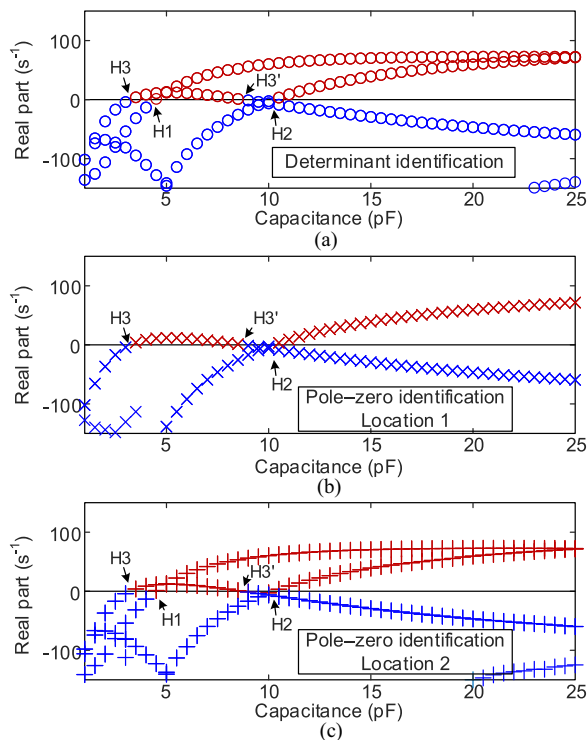 100
0
-100
Real part (s⁻¹)
H3
H1
H3'
H2
Determinant identification
5 10 15 20 25
Capacitance (pF)
(a)
100
0
-100
Real part (s⁻¹)
H3
H3'
H2
Pole–zero identification
Location 1
5 10 15 20 25
Capacitance (pF)
(b)
100
0
-100
Real part (s⁻¹)
H3
H1
H3'
H2
Pole–zero identification
Location 2
5 10 15 20 25
Capacitance (pF)
(c)